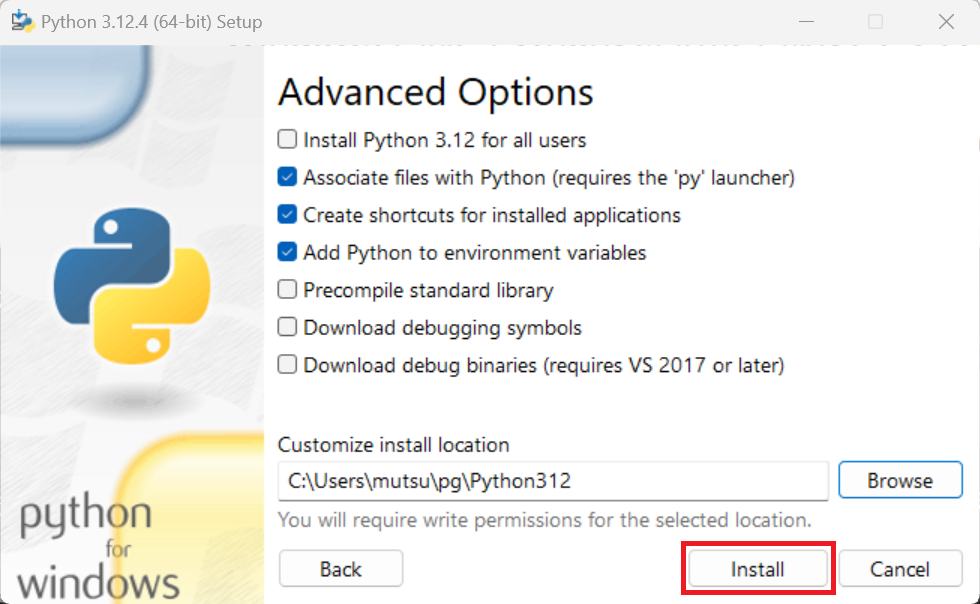 Python 3.12.4 (64-bit) Setup
Advanced Options
Install Python 3.12 for all users
Associate files with Python (requires the 'py' launcher)
Create shortcuts for installed applications
Add Python to environment variables
Precompile standard library
Download debugging symbols
Download debug binaries (requires VS 2017 or later)
Customize install location
C:\Users\mutsu\pg\Python312
Browse
You will require write permissions for the selected location.
python
for
windows
Back
Install
Cancel